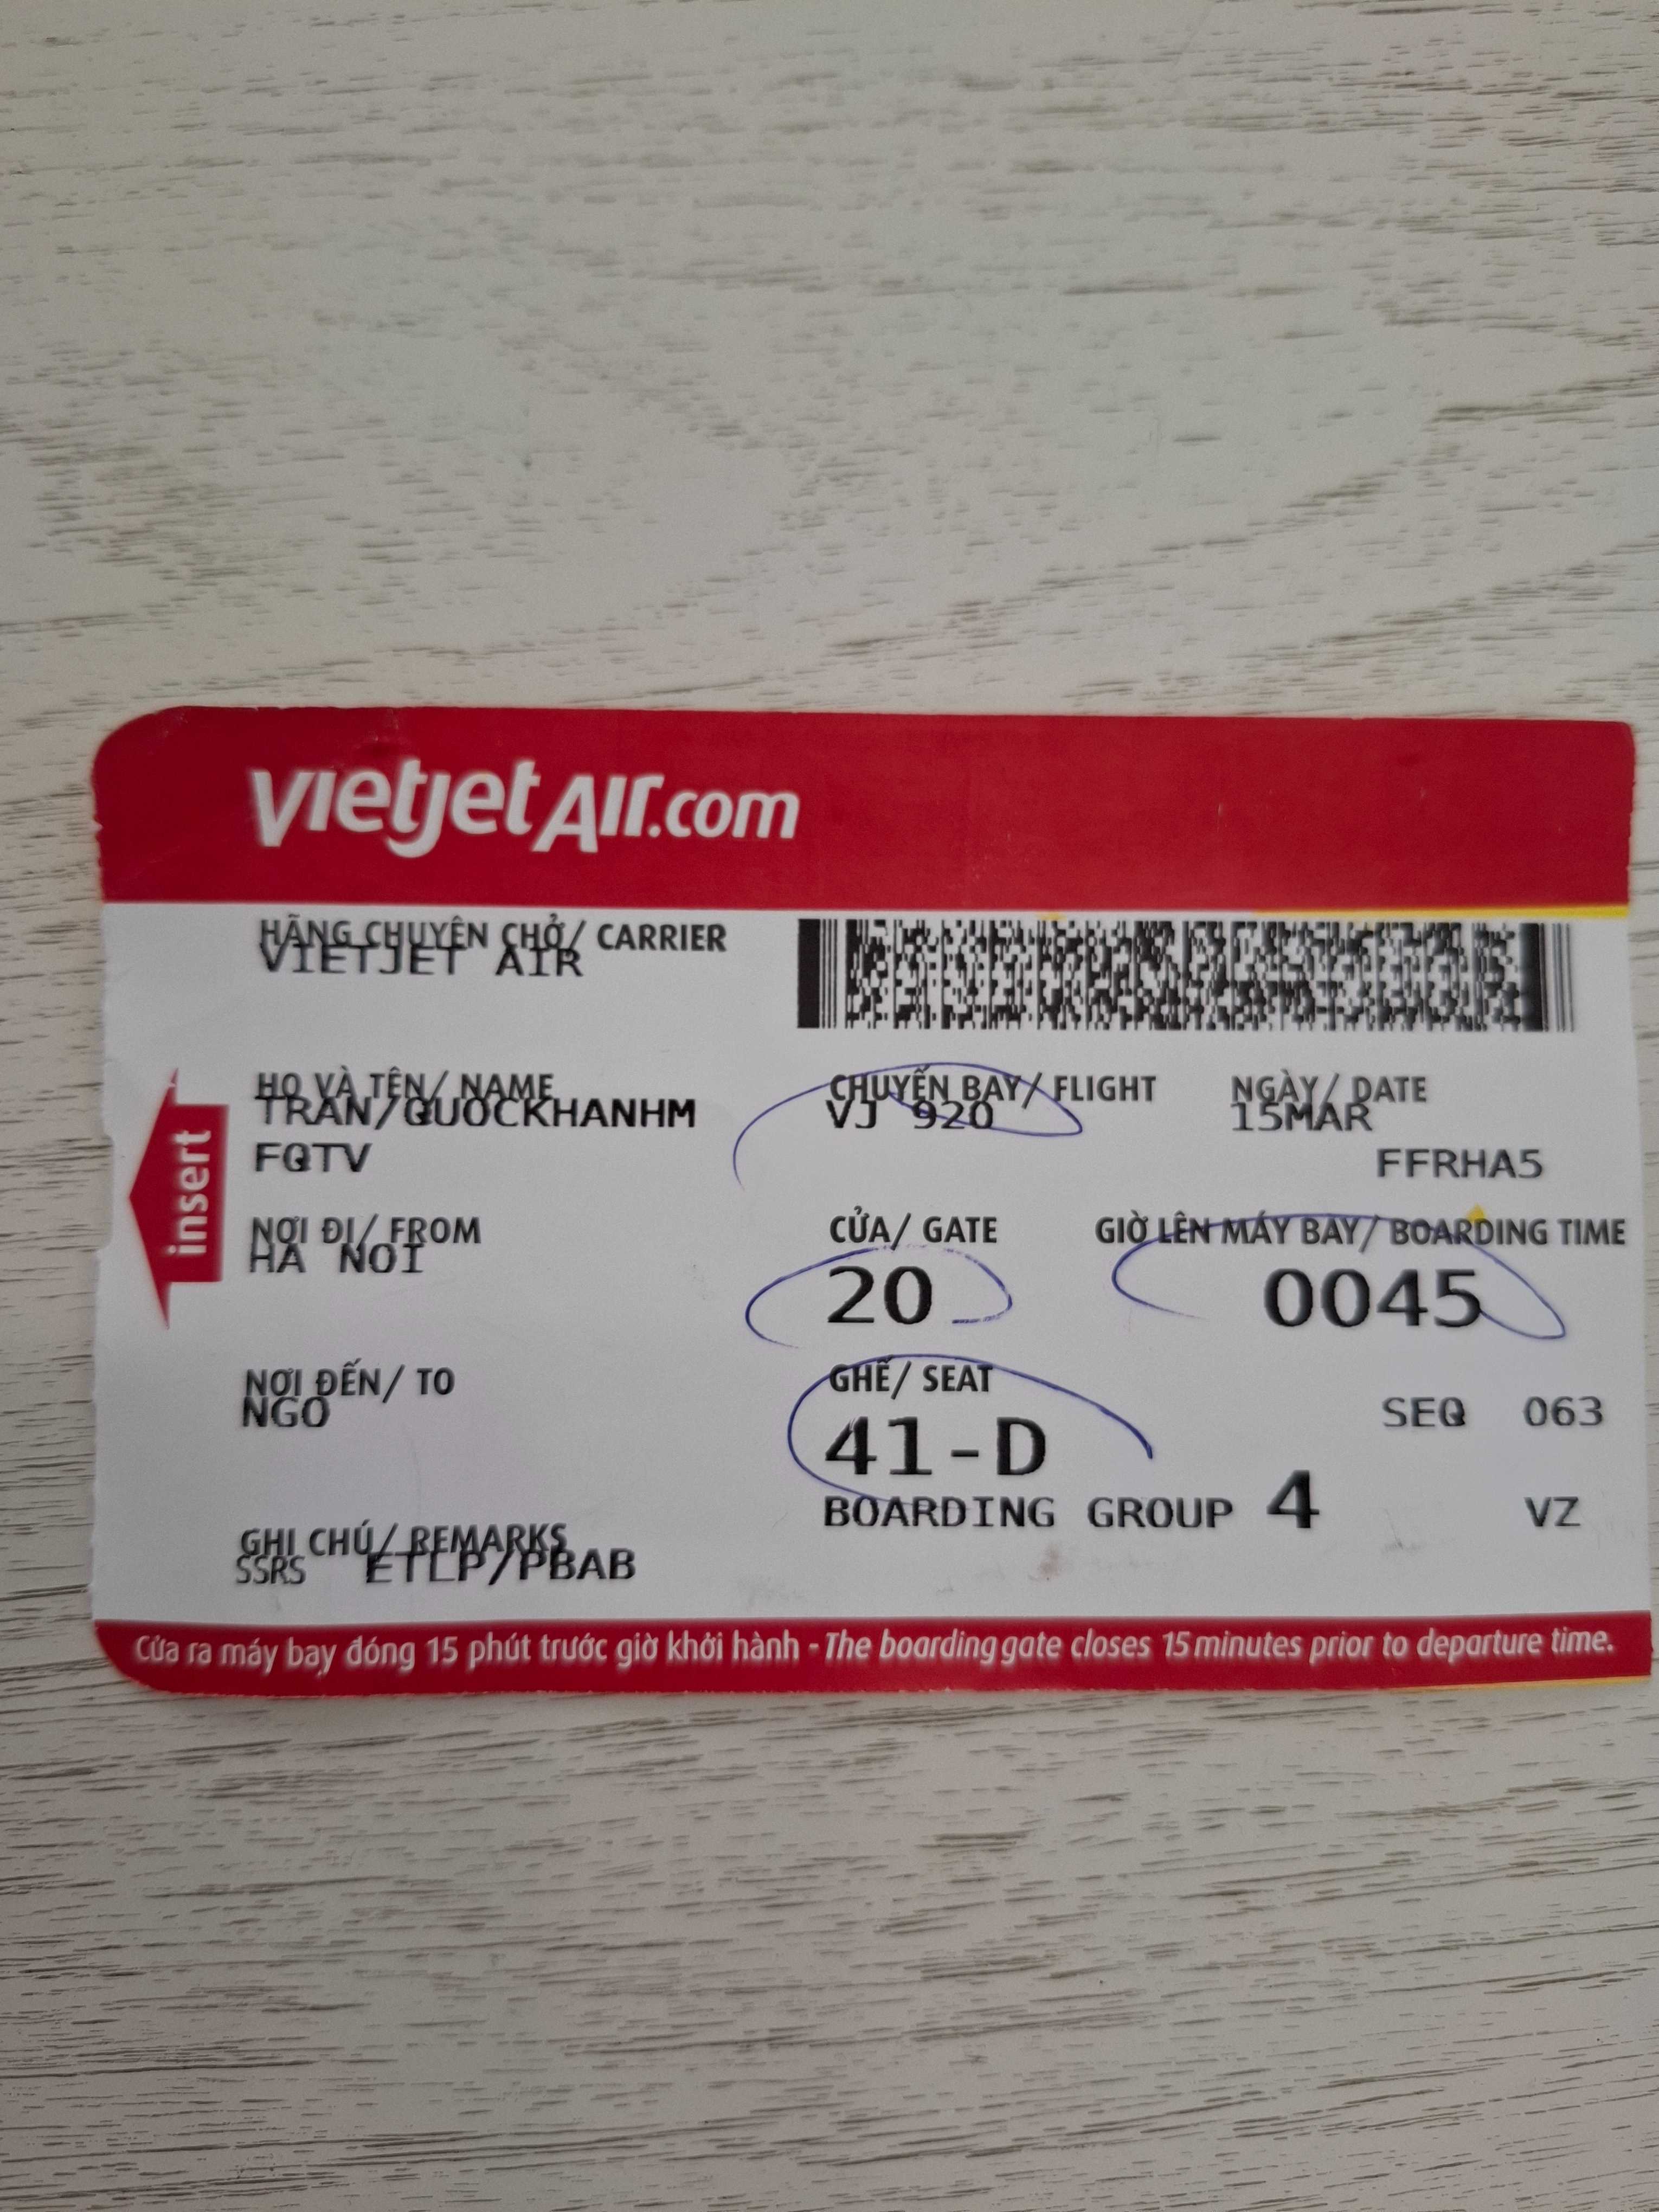 vietjetAir.com
HÃNG CHUYÊN CHỞ/ CARRIER
VIETJET AIR
HỌ VÀ TÊN/ NAME
TRAN/QUOCKHANHM
CHUYẾN BAY/ FLIGHT
VJ 920
NGÀY/ DATE
15MAR
FQTV
FFRHA5
insert
NƠI ĐI/ FROM
HA NOI
CỬA/ GATE
20
GIỜ LÊN MÁY BAY/ BOARDING TIME
0045
NƠI ĐẾN/ TO
NGO
GHẾ/ SEAT
41-D
SEQ 063
BOARDING GROUP 4
VZ
GHI CHÚ/ REMARKS
SSRS ETLP/PBAB
Cửa ra máy bay đóng 15 phút trước giờ khởi hành - The boarding gate closes 15 minutes prior to departure time.